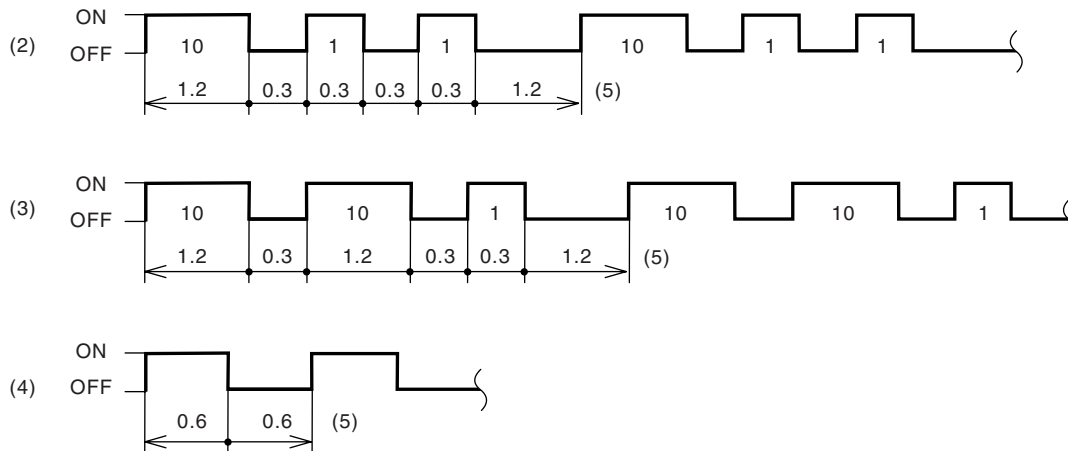 ON
(2) OFF 10 1 1 10 1 1
1.2 0.3 0.3 0.3 0.3 1.2 (5)
ON
(3) OFF 10 10 1 10 10 1
1.2 0.3 1.2 0.3 0.3 1.2 (5)
ON
(4) OFF
0.6 0.6 (5)